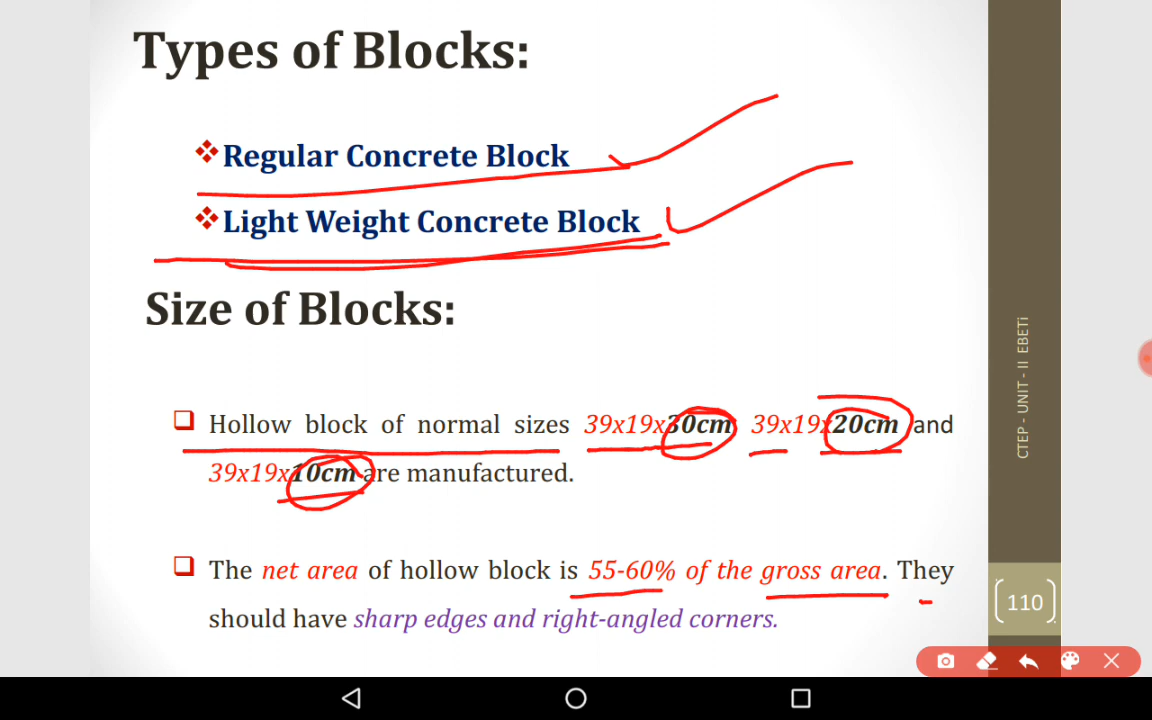 Types of Blocks:
Regular Concrete Block
Light Weight Concrete Block
Size of Blocks:
Hollow block of normal sizes 39x19x30cm 39x19x20cm and
39x19x10cm are manufactured.
The net area of hollow block is 55-60% of the gross area. They
should have sharp edges and right-angled corners.
CTEP - UNIT - II EBETi
110